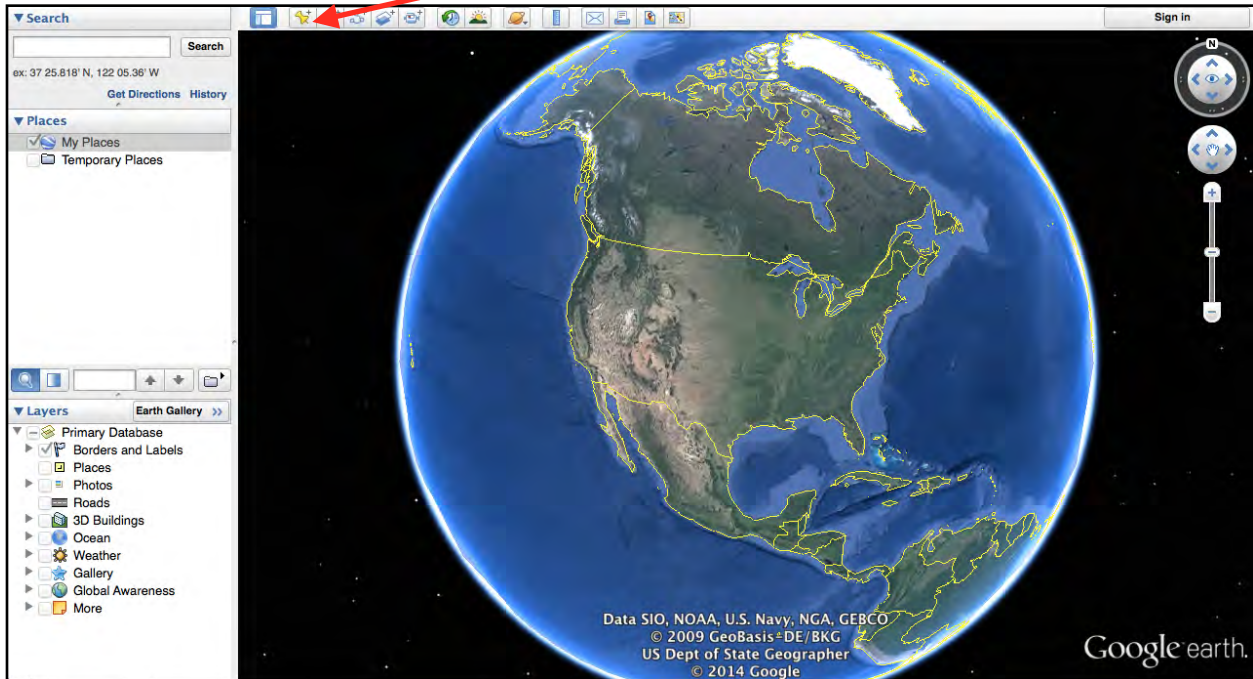 ▼ Search
Sign in
Search
ex: 37 25.818' N, 122 05.36' W
Get Directions History
▼ Places
My Places
Temporary Places
▼ Layers
Earth Gallery >>
Primary Database
Borders and Labels
Places
Photos
Roads
3D Buildings
Ocean
Weather
Gallery
Global Awareness
More
N
Data SIO, NOAA, U.S. Navy, NGA, GEBCO
© 2009 GeoBasis-DE/BKG
US Dept of State Geographer
© 2014 Google
Google earth.